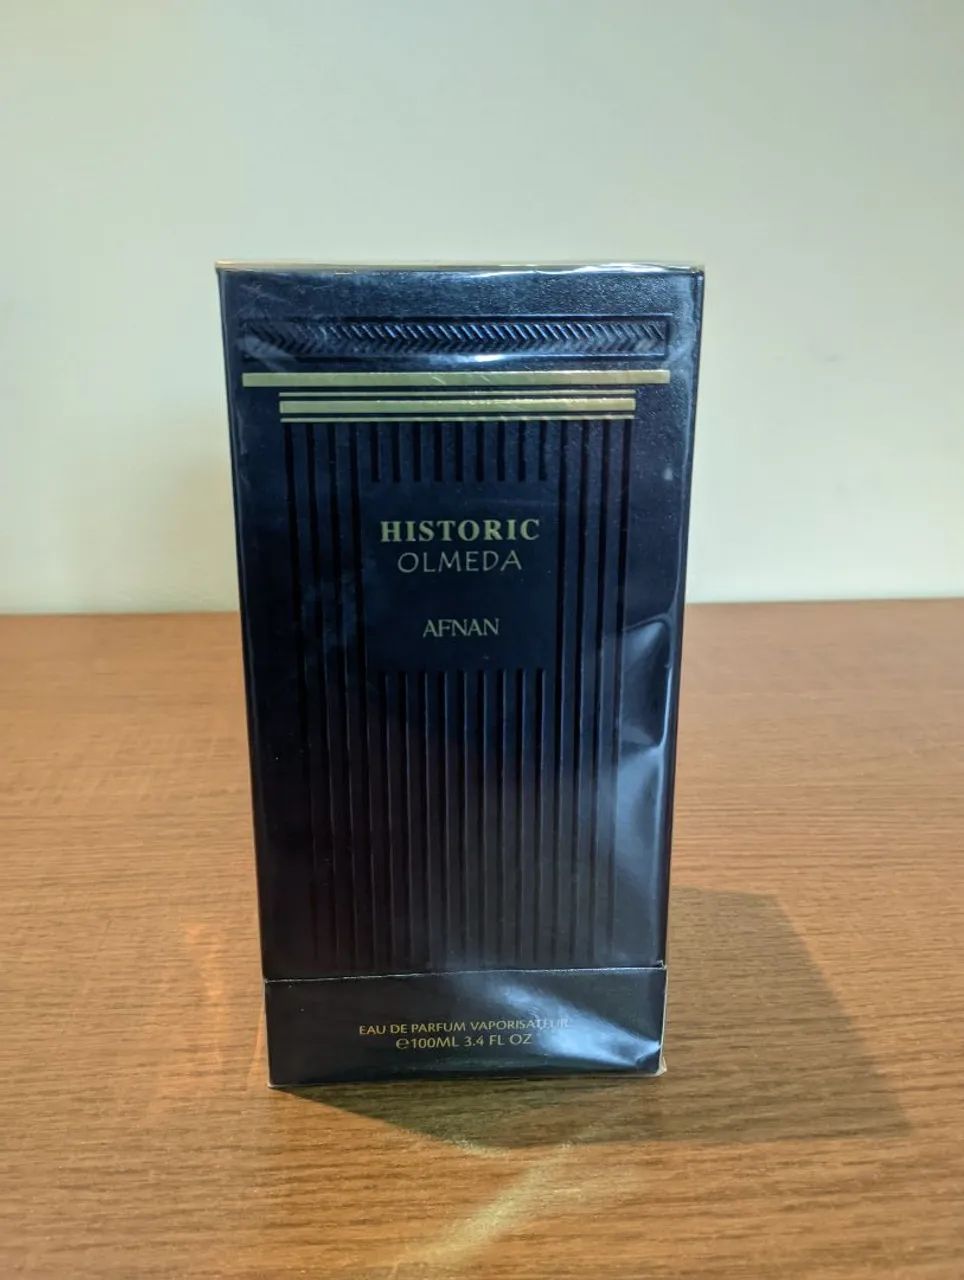 HISTORIC
OLMEDA
AFNAN
EAU DE PARFUM VAPORISATEUR
℮100ML 3.4 FL OZ